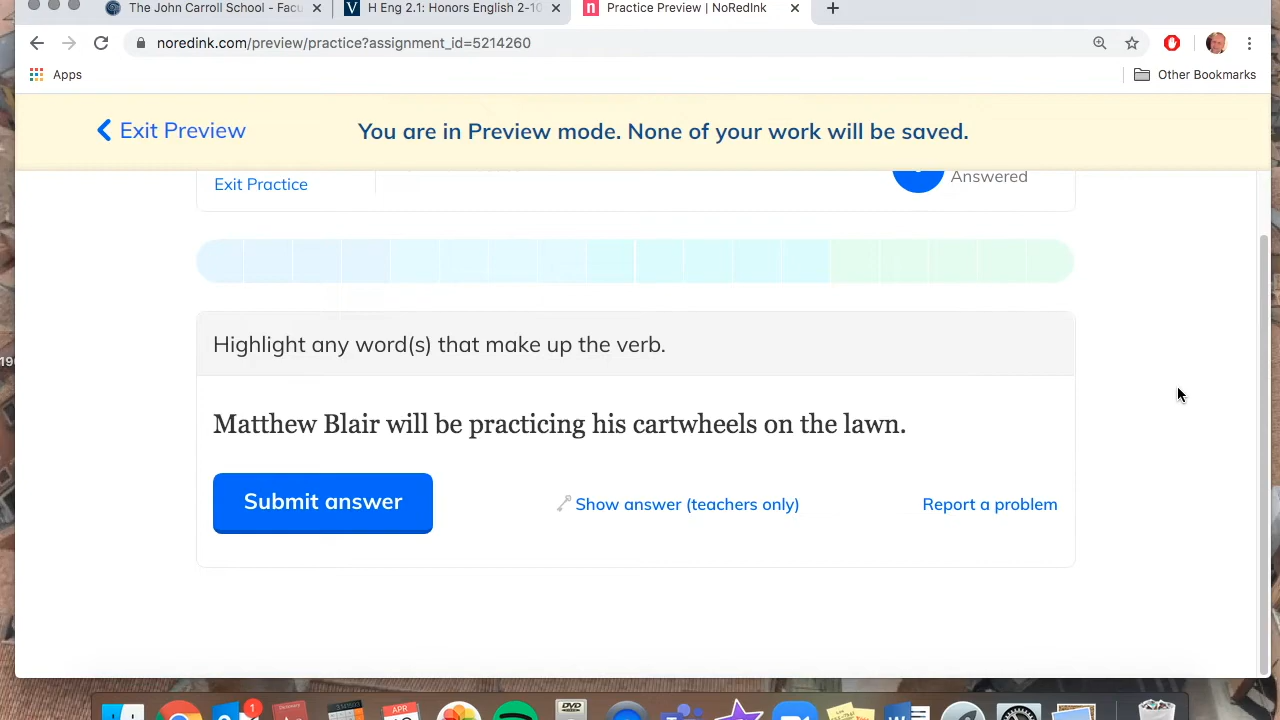 The John Carroll School - Facu
H Eng 2.1: Honors English 2-10
Practice Preview | NoRedInk
noredink.com/preview/practice?assignment_id=5214260
Apps
Other Bookmarks
Exit Preview
You are in Preview mode. None of your work will be saved.
Exit Practice
Answered
Highlight any word(s) that make up the verb.
Matthew Blair will be practicing his cartwheels on the lawn.
Submit answer
Show answer (teachers only)
Report a problem
1
APR
DVD